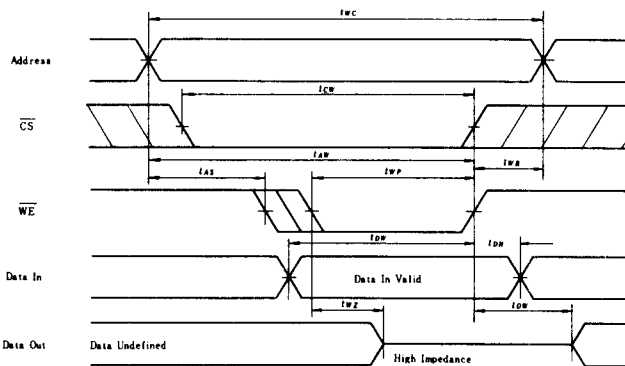 tWC
Address
tCW
CS
tAW
tWR
tAS
tWP
WE
tDW
tDH
Data In
Data In Valid
tWZ
tOW
Data Out
Data Undefined
High Impedance